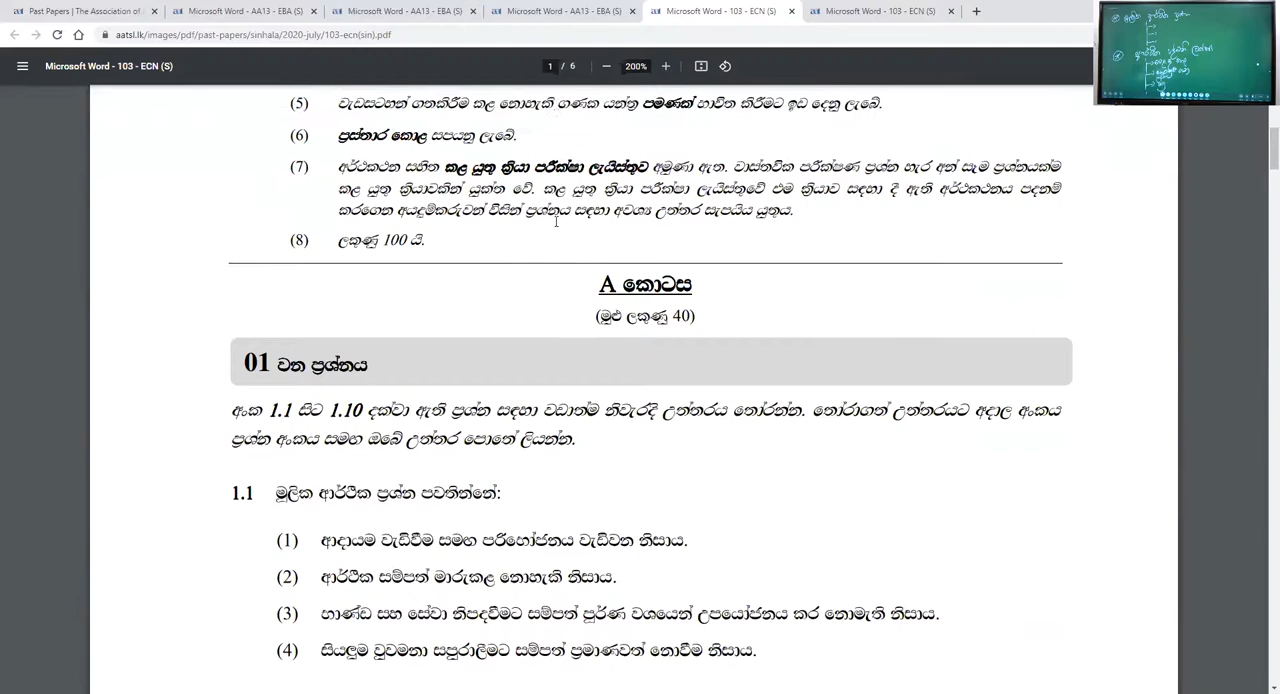 Past Papers | The Association of
Microsoft Word - AA13 - EBA (S)
Microsoft Word - AA13 - EBA (S)
Microsoft Word - AA13 - EBA (S)
Microsoft Word - 103 - ECN (S)
Microsoft Word - 103 - ECN (S)
aatsl.lk/images/pdf/past-papers/sinhala/2020-july/103-ecn(sin).pdf
Microsoft Word - 103 - ECN (S)
1 / 6
200%
(5) වැඩසටහන් ගතකිරීම කළ නොහැකි ගණක යන්ත්‍ර පමණක් භාවිත කිරීමට ඉඩ දෙනු ලැබේ.
(6) ප්‍රස්තාර කොළ සපයනු ලැබේ.
(7) අර්ථකථන සහිත කළ යුතු ක්‍රියා පරීක්ෂා ලැයිස්තුව අමුණා ඇත. වාස්තවික පරීක්ෂණ ප්‍රශ්න හැර අන් සෑම ප්‍රශ්නයක්ම
කළ යුතු ක්‍රියාවකින් යුක්ත වේ. කළ යුතු ක්‍රියා පරීක්ෂා ලැයිස්තුවේ එම ක්‍රියාව සඳහා දී ඇති අර්ථකථනය පදනම්
කරගෙන අයදුම්කරුවන් විසින් ප්‍රශ්නය සඳහා අවශ්‍ය උත්තර සැපයිය යුතුය.
(8) ලකුණු 100 යි.
A කොටස
(මුළු ලකුණු 40)
01 වන ප්‍රශ්නය
අංක 1.1 සිට 1.10 දක්වා ඇති ප්‍රශ්න සඳහා වඩාත්ම නිවැරදි උත්තරය තෝරන්න. තෝරාගත් උත්තරයට අදාල අංකය
ප්‍රශ්න අංකය සමඟ ඔබේ උත්තර පොතේ ලියන්න.
1.1 මූලික ආර්ථික ප්‍රශ්න පවතින්නේ:
(1) ආදායම වැඩිවීම සමඟ පරිභෝජනය වැඩිවන නිසාය.
(2) ආර්ථික සම්පත් මාරුකළ නොහැකි නිසාය.
(3) භාණ්ඩ සහ සේවා නිපදවීමට සම්පත් පූර්ණ වශයෙන් උපයෝජනය කර නොමැති නිසාය.
(4) සියලුම වුවමනා සපුරාලීමට සම්පත් ප්‍රමාණවත් නොවීම නිසාය.